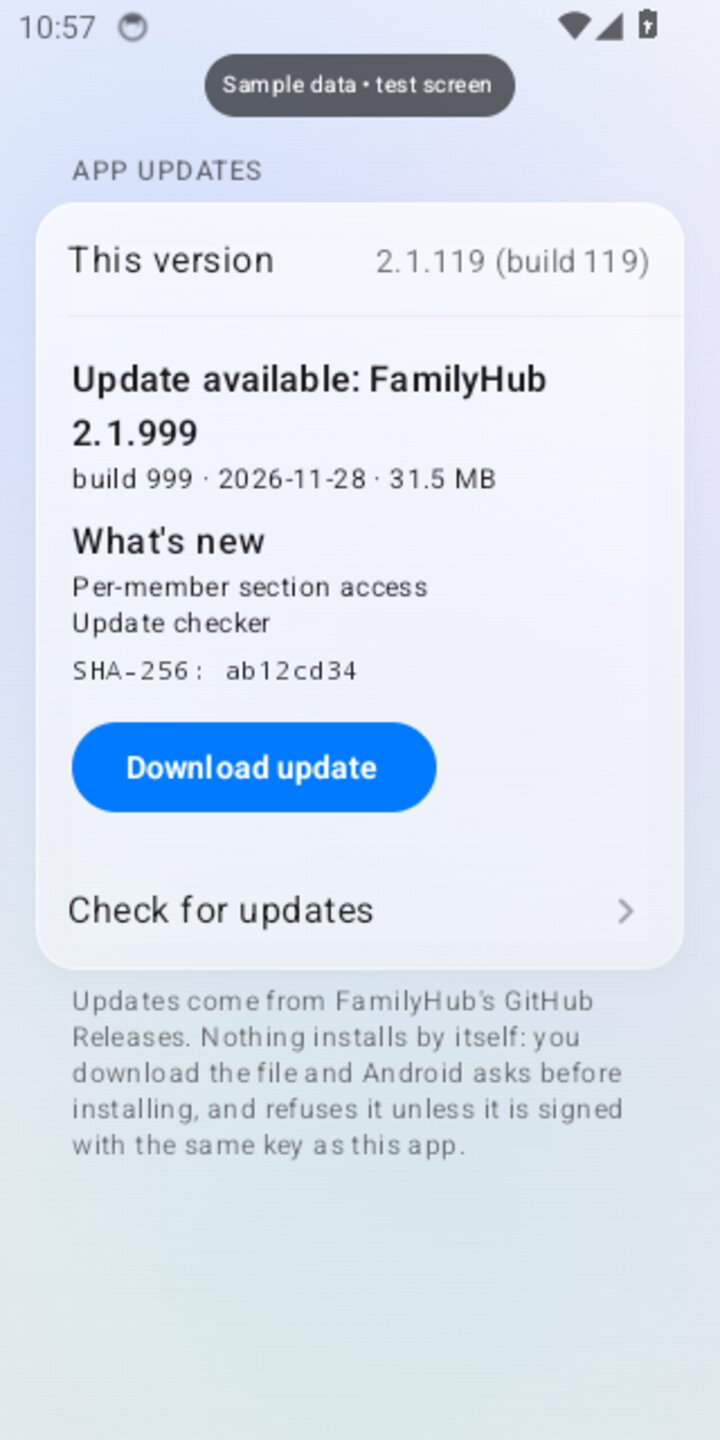 10:57
Sample data • test screen
APP UPDATES
This version 2.1.119 (build 119)
Update available: FamilyHub
2.1.999
build 999 · 2026-11-28 · 31.5 MB
What's new
Per-member section access
Update checker
SHA-256: ab12cd34
Download update
Check for updates
Updates come from FamilyHub's GitHub
Releases. Nothing installs by itself: you
download the file and Android asks before
installing, and refuses it unless it is signed
with the same key as this app.